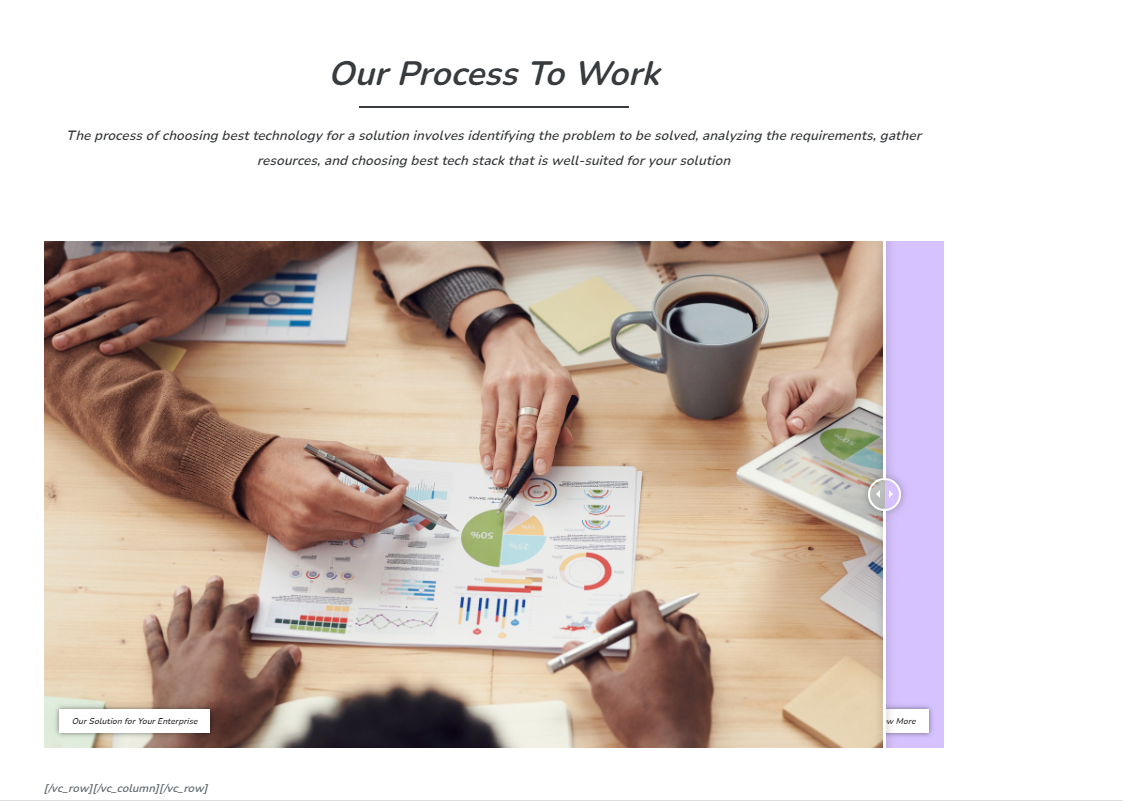 Our Process To Work
The process of choosing best technology for a solution involves identifying the problem to be solved, analyzing the requirements, gather
resources, and choosing best tech stack that is well-suited for your solution
50%
25%
Our Solution for Your Enterprise
More
[/vc_row][/vc_column][/vc_row]